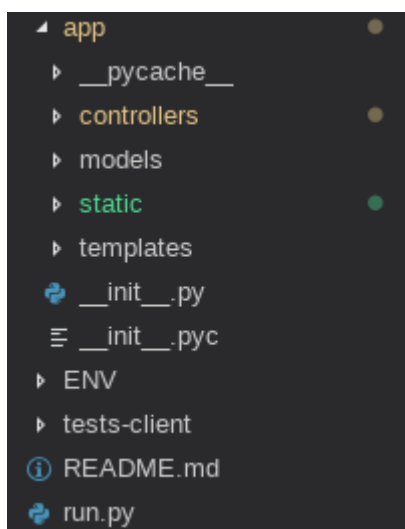 app
__pycache__
controllers
models
static
templates
__init__.py
__init__.pyc
ENV
tests-client
README.md
run.py